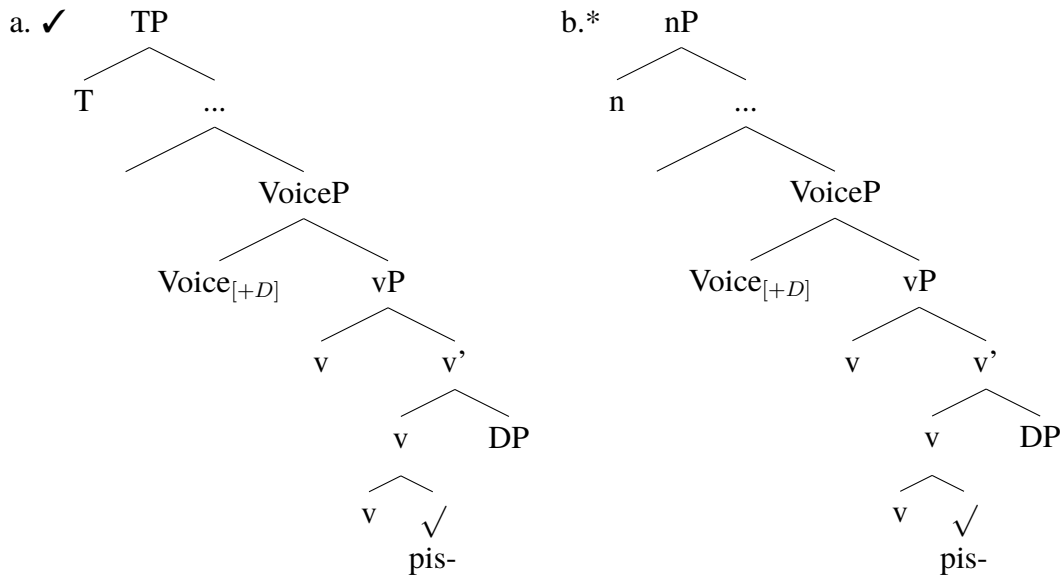 a. ✓ TP b.* nP
T ... n ...
VoiceP VoiceP
Voice[+D] vP Voice[+D] vP
v v’ v v’
v DP v DP
v √ v √
pis- pis-